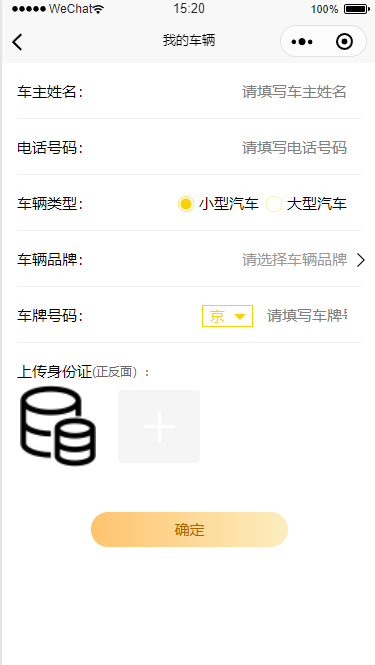 WeChat 15:20 100%
我的车辆
车主姓名: 请填写车主姓名
电话号码: 请填写电话号码
车辆类型: 小型汽车 大型汽车
车辆品牌: 请选择车辆品牌
车牌号码: 京 请填写车牌
上传身份证(正反面) :
确定